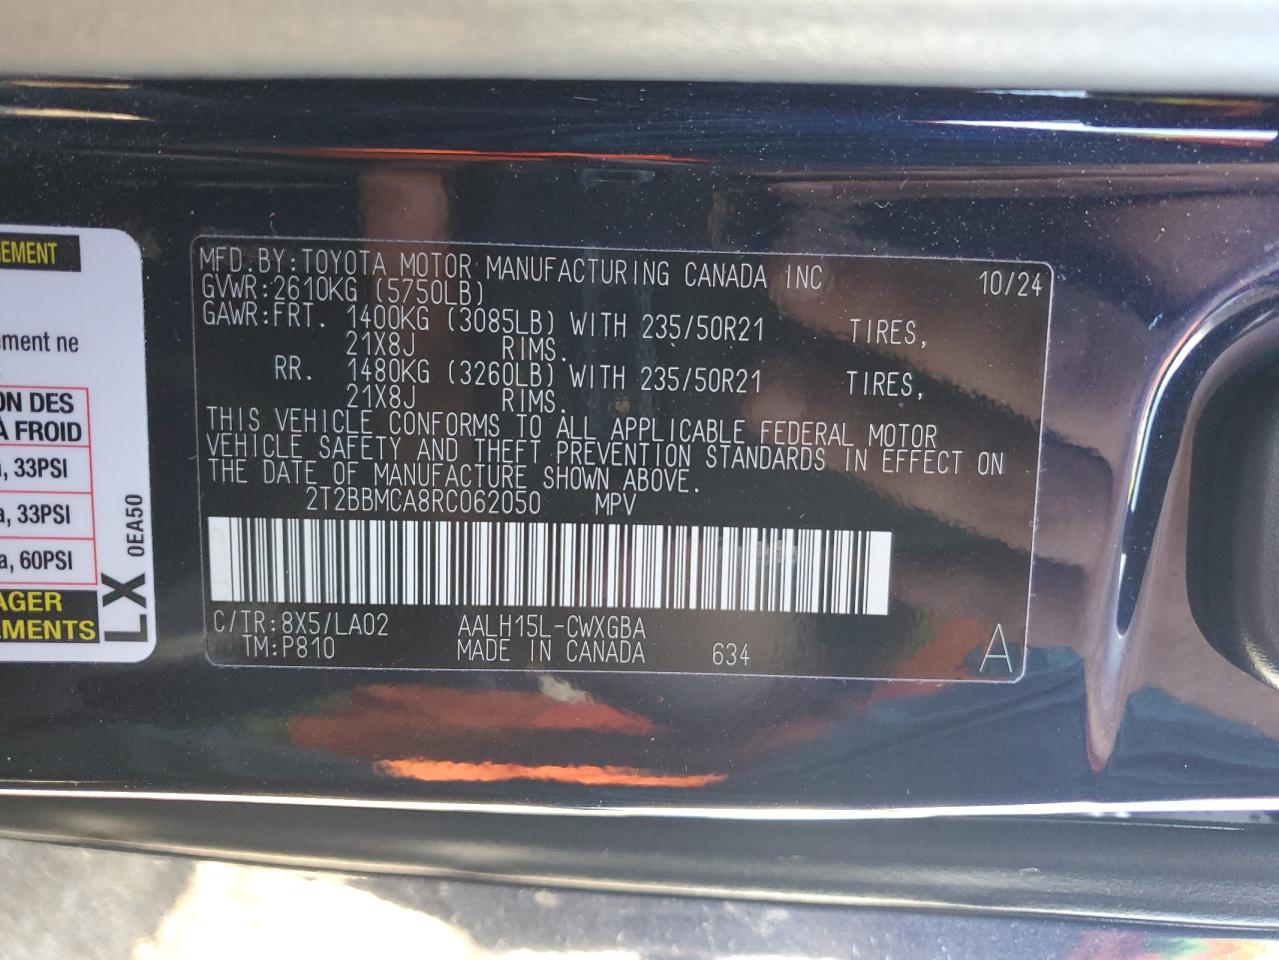 EMENT
ement ne
ON DES
À FROID
a, 33PSI
a, 33PSI
a, 60PSI
AGER
EMENTS
LX 0EA50
MFD.BY:TOYOTA MOTOR MANUFACTURING CANADA INC 10/24
GVWR:2610KG (5750LB)
GAWR:FRT. 1400KG (3085LB) WITH 235/50R21 TIRES,
21X8J RIMS.
RR. 1480KG (3260LB) WITH 235/50R21 TIRES,
21X8J RIMS.
THIS VEHICLE CONFORMS TO ALL APPLICABLE FEDERAL MOTOR
VEHICLE SAFETY AND THEFT PREVENTION STANDARDS IN EFFECT ON
THE DATE OF MANUFACTURE SHOWN ABOVE.
2T2BBMCA8RC062050 MPV
C/TR:8X5/LA02 AALH15L-CWXGBA
TM:P810 MADE IN CANADA 634 A